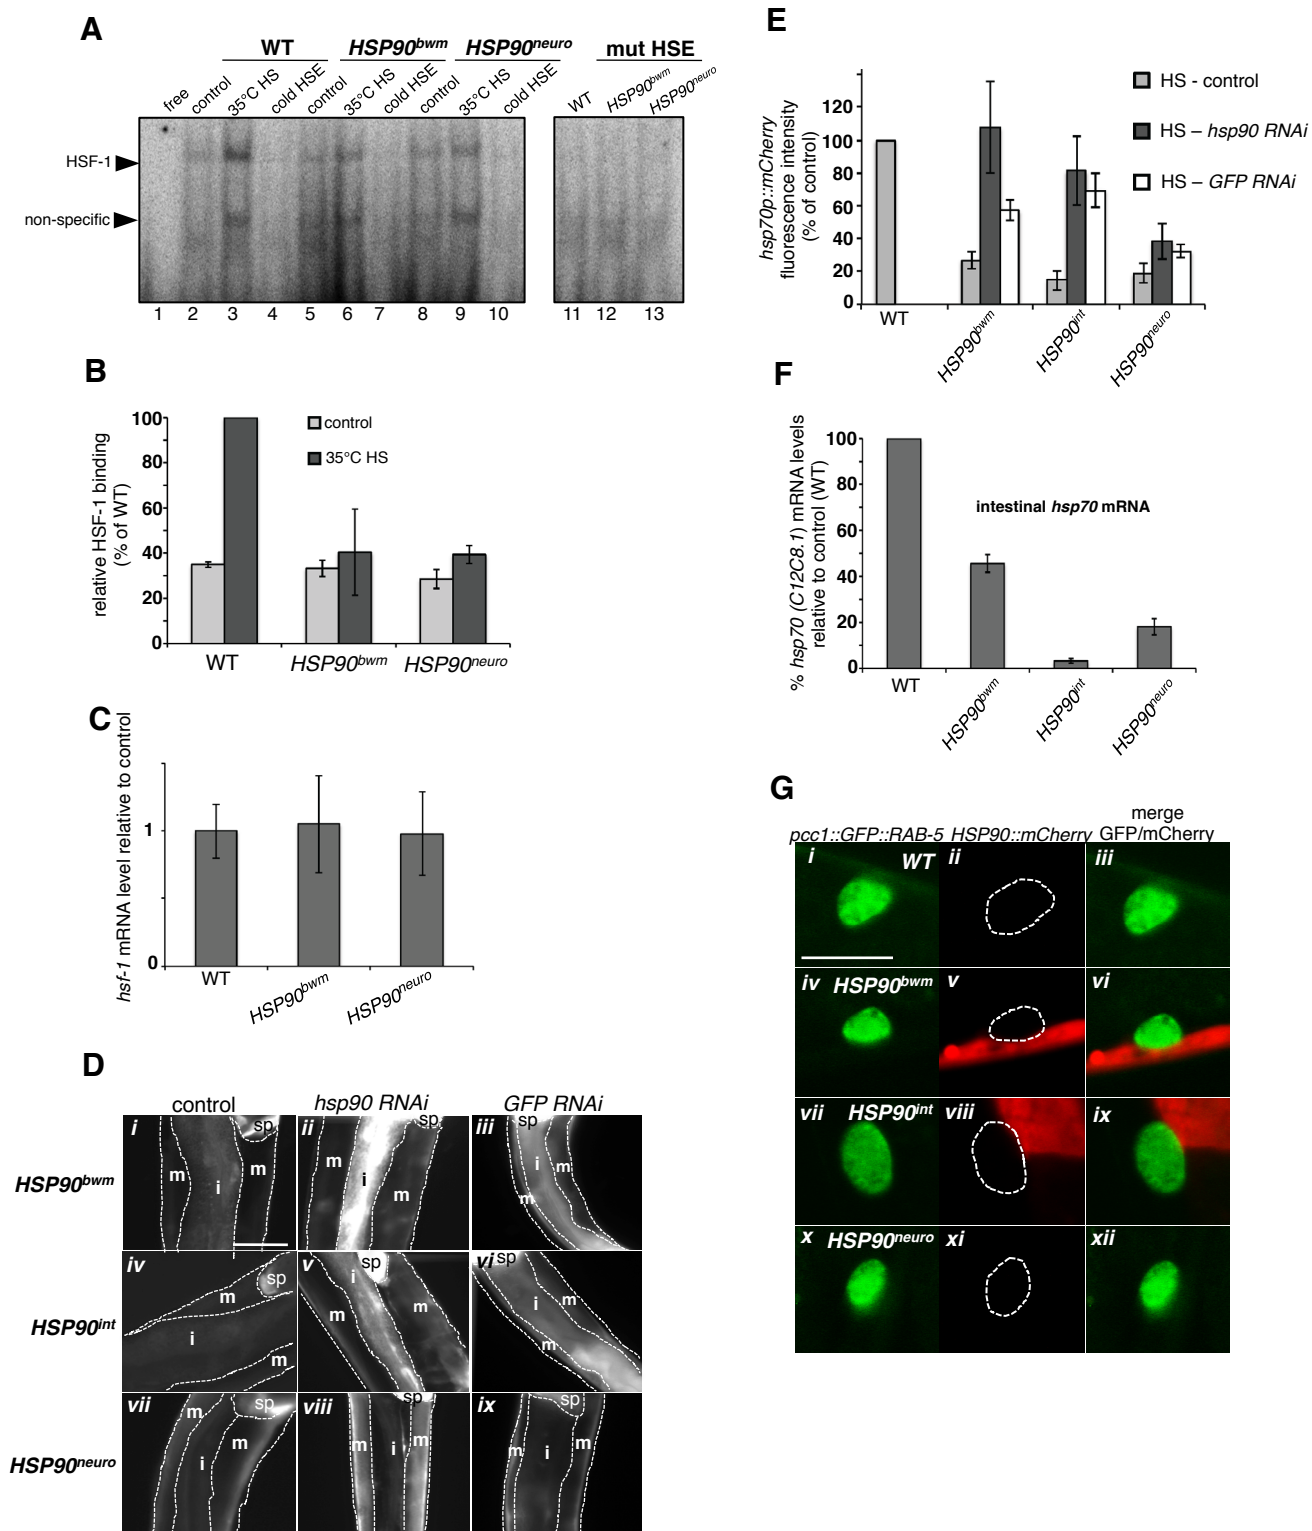 A
WT HSP90bwm HSP90neuro mut HSE
free control 35°C HS cold HSE control 35°C HS cold HSE control 35°C HS cold HSE WT HSP90bwm HSP90neuro
HSF-1
non-specific
1 2 3 4 5 6 7 8 9 10 11 12 13
B
relative HSF-1 binding
(% of WT)
100
80
60
40
20
0
control
35°C HS
WT HSP90bwm HSP90neuro
C
hsf-1 mRNA level relative to control
1
0
WT HSP90bwm HSP90neuro
D
control hsp90 RNAi GFP RNAi
HSP90bwm
i m i m sp
ii m i m sp
iii sp i m m
HSP90int
iv m i m sp
v i sp m m
vi sp i m m
HSP90neuro
vii m i m sp
viii m i m sp
ix m i m sp
E
hsp70p::mCherry
fluorescence intensity
(% of control)
120
100
80
60
40
20
0
HS - control
HS – hsp90 RNAi
HS – GFP RNAi
WT HSP90bwm HSP90int HSP90neuro
F
% hsp70 (C12C8.1) mRNA levels
relative to control (WT)
100
80
60
40
20
0
intestinal hsp70 mRNA
WT HSP90bwm HSP90int HSP90neuro
G
pcc1::GFP::RAB-5 HSP90::mCherry merge
GFP/mCherry
i WT ii iii
iv HSP90bwm v vi
vii HSP90int viii ix
x HSP90neuro xi xii